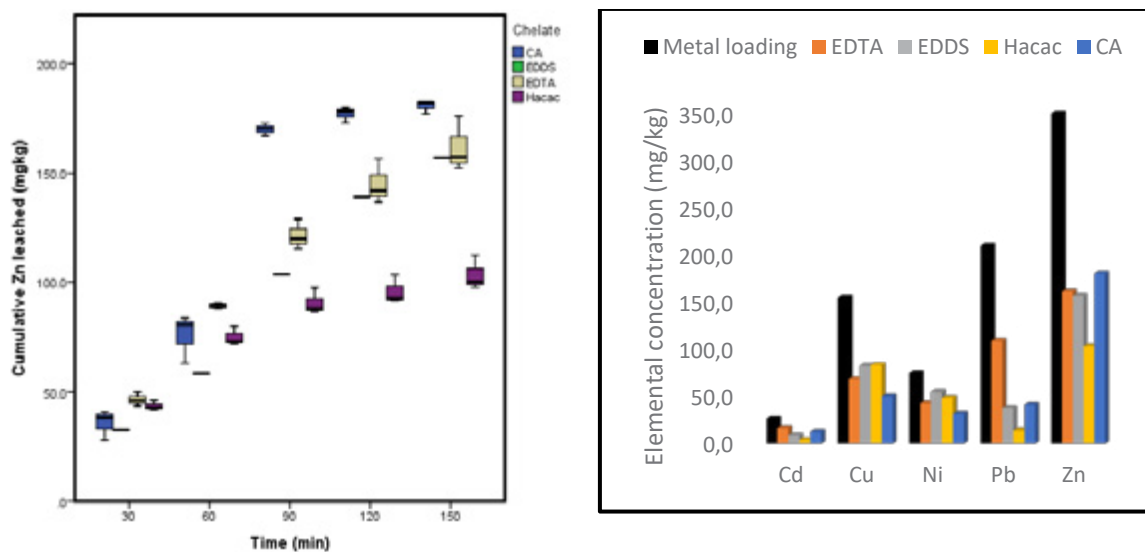 Chelate
CA
EDDS
EDTA
Hacac
200.0
150.0
100.0
50.0
.0
Cumulative Zn leached (mgkg)
30 60 90 120 150
Time (min)
Metal loading EDTA EDDS Hacac CA
350,0
300,0
250,0
200,0
150,0
100,0
50,0
0,0
Elemental concentration (mg/kg)
Cd Cu Ni Pb Zn